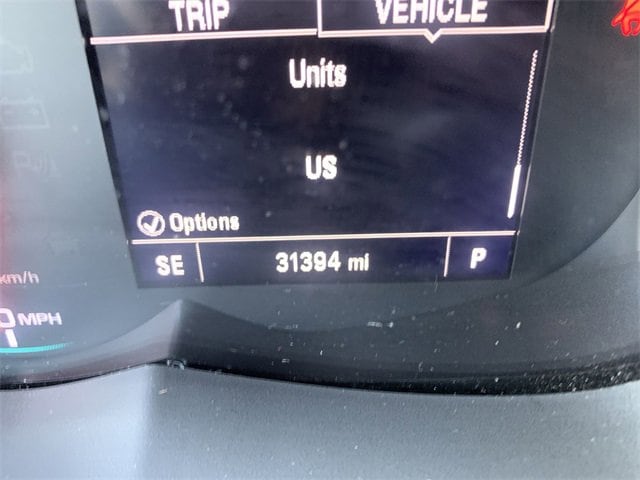 TRIP VEHICLE
Units
US
Options
SE 31394 mi P
km/h
MPH